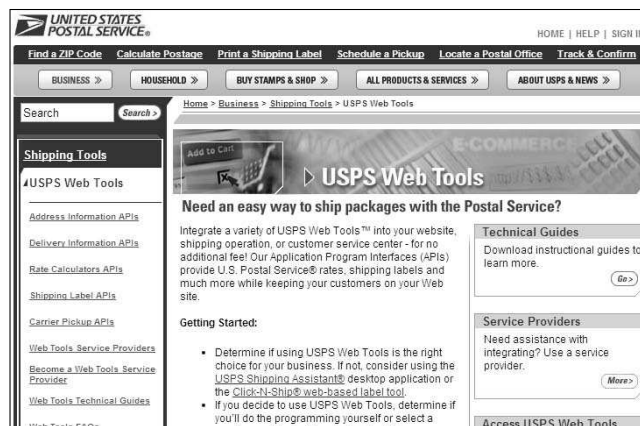 UNITED STATES
POSTAL SERVICE®
HOME | HELP | SIGN IN
Find a ZIP Code Calculate Postage Print a Shipping Label Schedule a Pickup Locate a Postal Office Track & Confirm
BUSINESS » HOUSEHOLD » BUY STAMPS & SHOP » ALL PRODUCTS & SERVICES » ABOUT USPS & NEWS »
Search Search >
Home > Business > Shipping Tools > USPS Web Tools
Shipping Tools
USPS Web Tools
Address Information APIs
Delivery Information APIs
Rate Calculators APIs
Shipping Label APIs
Carrier Pickup APIs
Web Tools Service Providers
Become a Web Tools Service
Provider
Web Tools Technical Guides
Web Tools FAQs
Add to Cart
E-COMMERCE
USPS Web Tools
Need an easy way to ship packages with the Postal Service?
Integrate a variety of USPS Web Tools™ into your website,
shipping operation, or customer service center - for no
additional fee! Our Application Program Interfaces (APIs)
provide U.S. Postal Service® rates, shipping labels and
much more while keeping your customers on your Web
site.
Getting Started:
• Determine if using USPS Web Tools is the right
choice for your business. If not, consider using the
USPS Shipping Assistant® desktop application or
the Click-N-Ship® web-based label tool.
• If you decide to use USPS Web Tools, determine if
you'll do the programming yourself or select a
Technical Guides
Download instructional guides to
learn more.
Go >
Service Providers
Need assistance with
integrating? Use a service
provider.
More >
Access USPS Web Tools